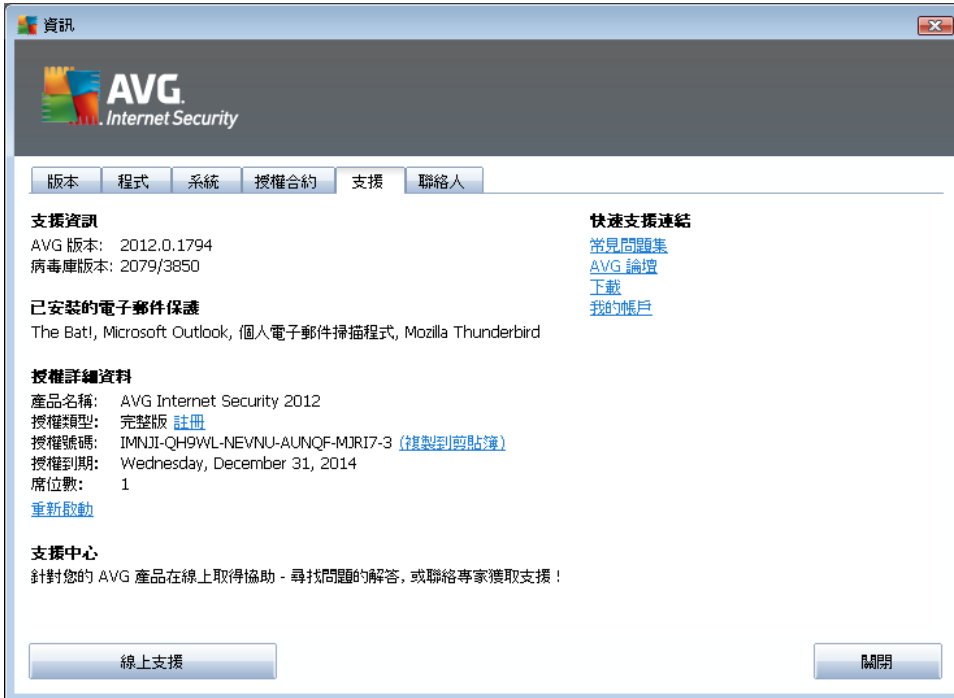 資訊
AVG.
Internet Security
版本 程式 系統 授權合約 支援 聯絡人
支援資訊
AVG 版本: 2012.0.1794
病毒庫版本: 2079/3850
已安裝的電子郵件保護
The Bat!, Microsoft Outlook, 個人電子郵件掃描程式, Mozilla Thunderbird
授權詳細資料
產品名稱: AVG Internet Security 2012
授權類型: 完整版 註冊
授權號碼: IMNJI-QH9WL-NEVNU-AUNQF-MJRI7-3 (複製到剪貼簿)
授權到期: Wednesday, December 31, 2014
席位數: 1
重新啟動
支援中心
針對您的 AVG 產品在線上取得協助 - 尋找問題的解答, 或聯絡專家獲取支援 !
快速支援連結
常見問題集
AVG 論壇
下載
我的帳戶
線上支援
關閉